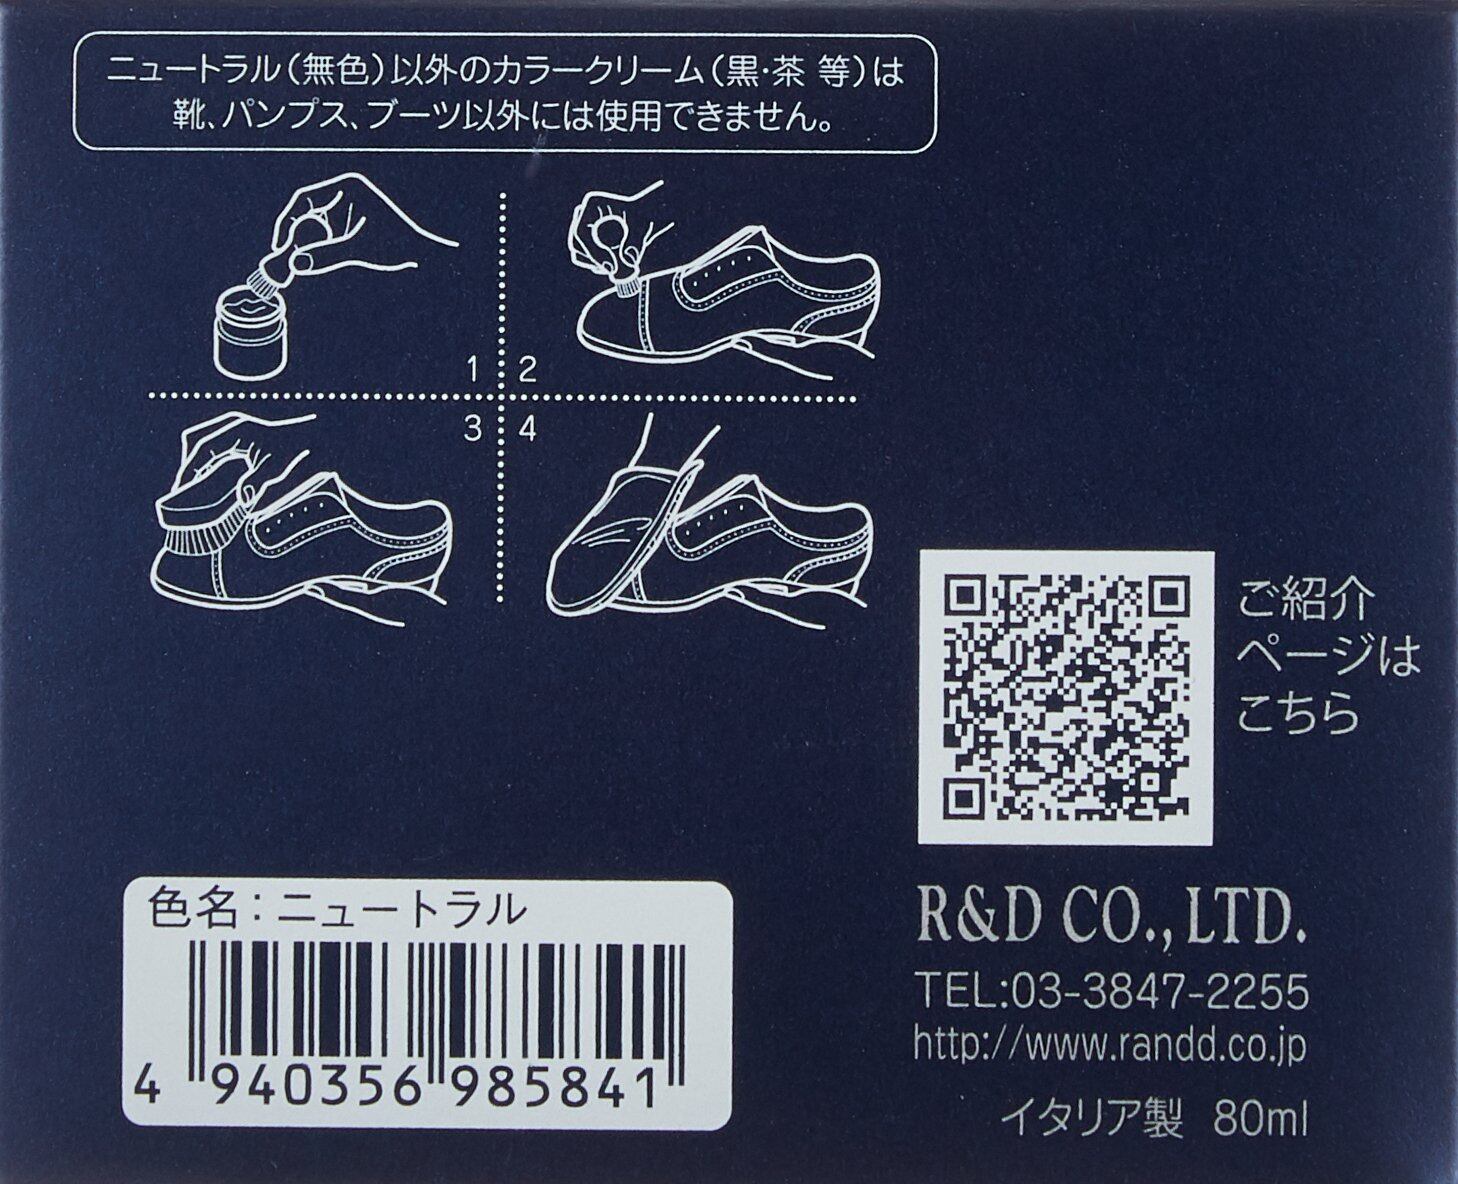 ニュートラル(無色)以外のカラークリーム(黒・茶 等)は
靴、パンプス、ブーツ以外には使用できません。
1
2
3
4
ご紹介
ページは
こちら
色名：ニュートラル
4 940356 985841
R&D CO., LTD.
TEL:03-3847-2255
http://www.randd.co.jp
イタリア製 80ml